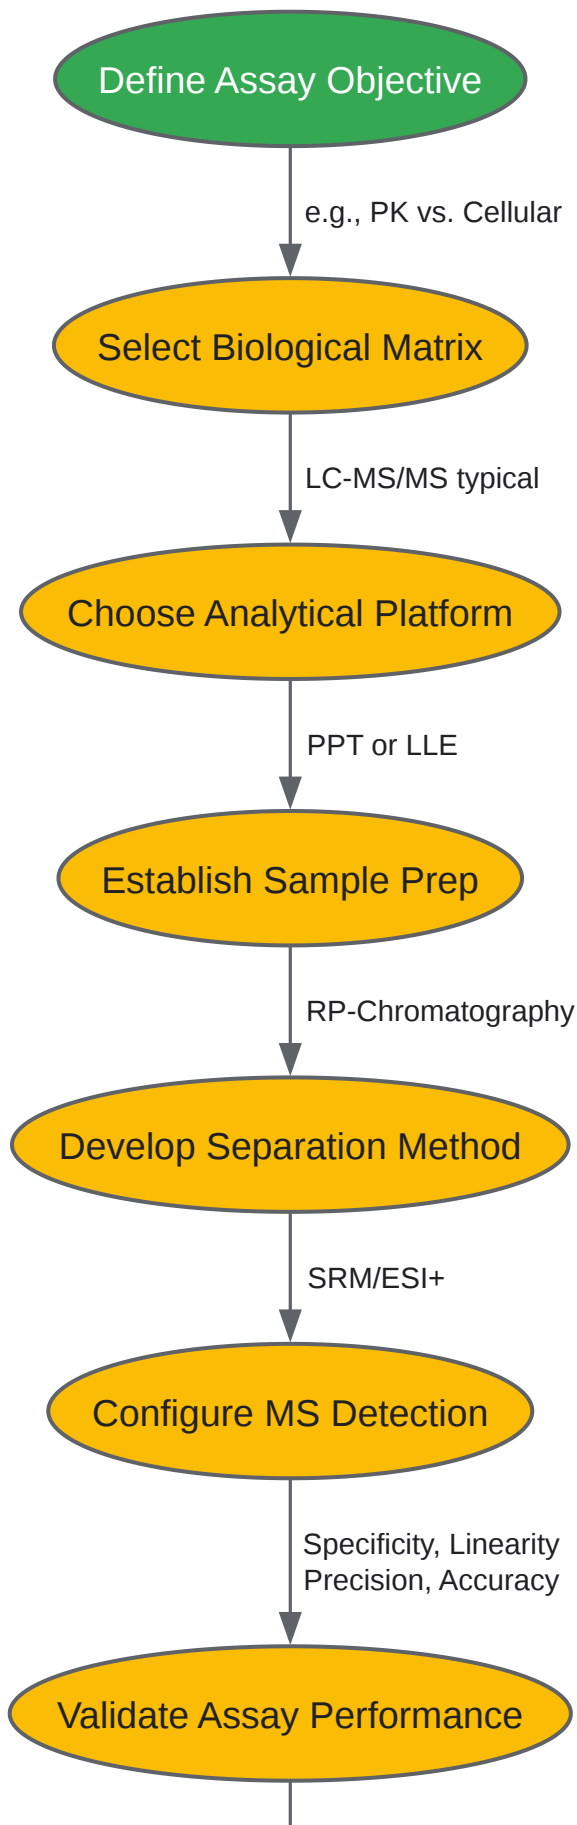 Define Assay Objective
e.g., PK vs. Cellular
Select Biological Matrix
LC-MS/MS typical
Choose Analytical Platform
PPT or LLE
Establish Sample Prep
RP-Chromatography
Develop Separation Method
SRM/ESI+
Configure MS Detection
Specificity, Linearity
Precision, Accuracy
Validate Assay Performance